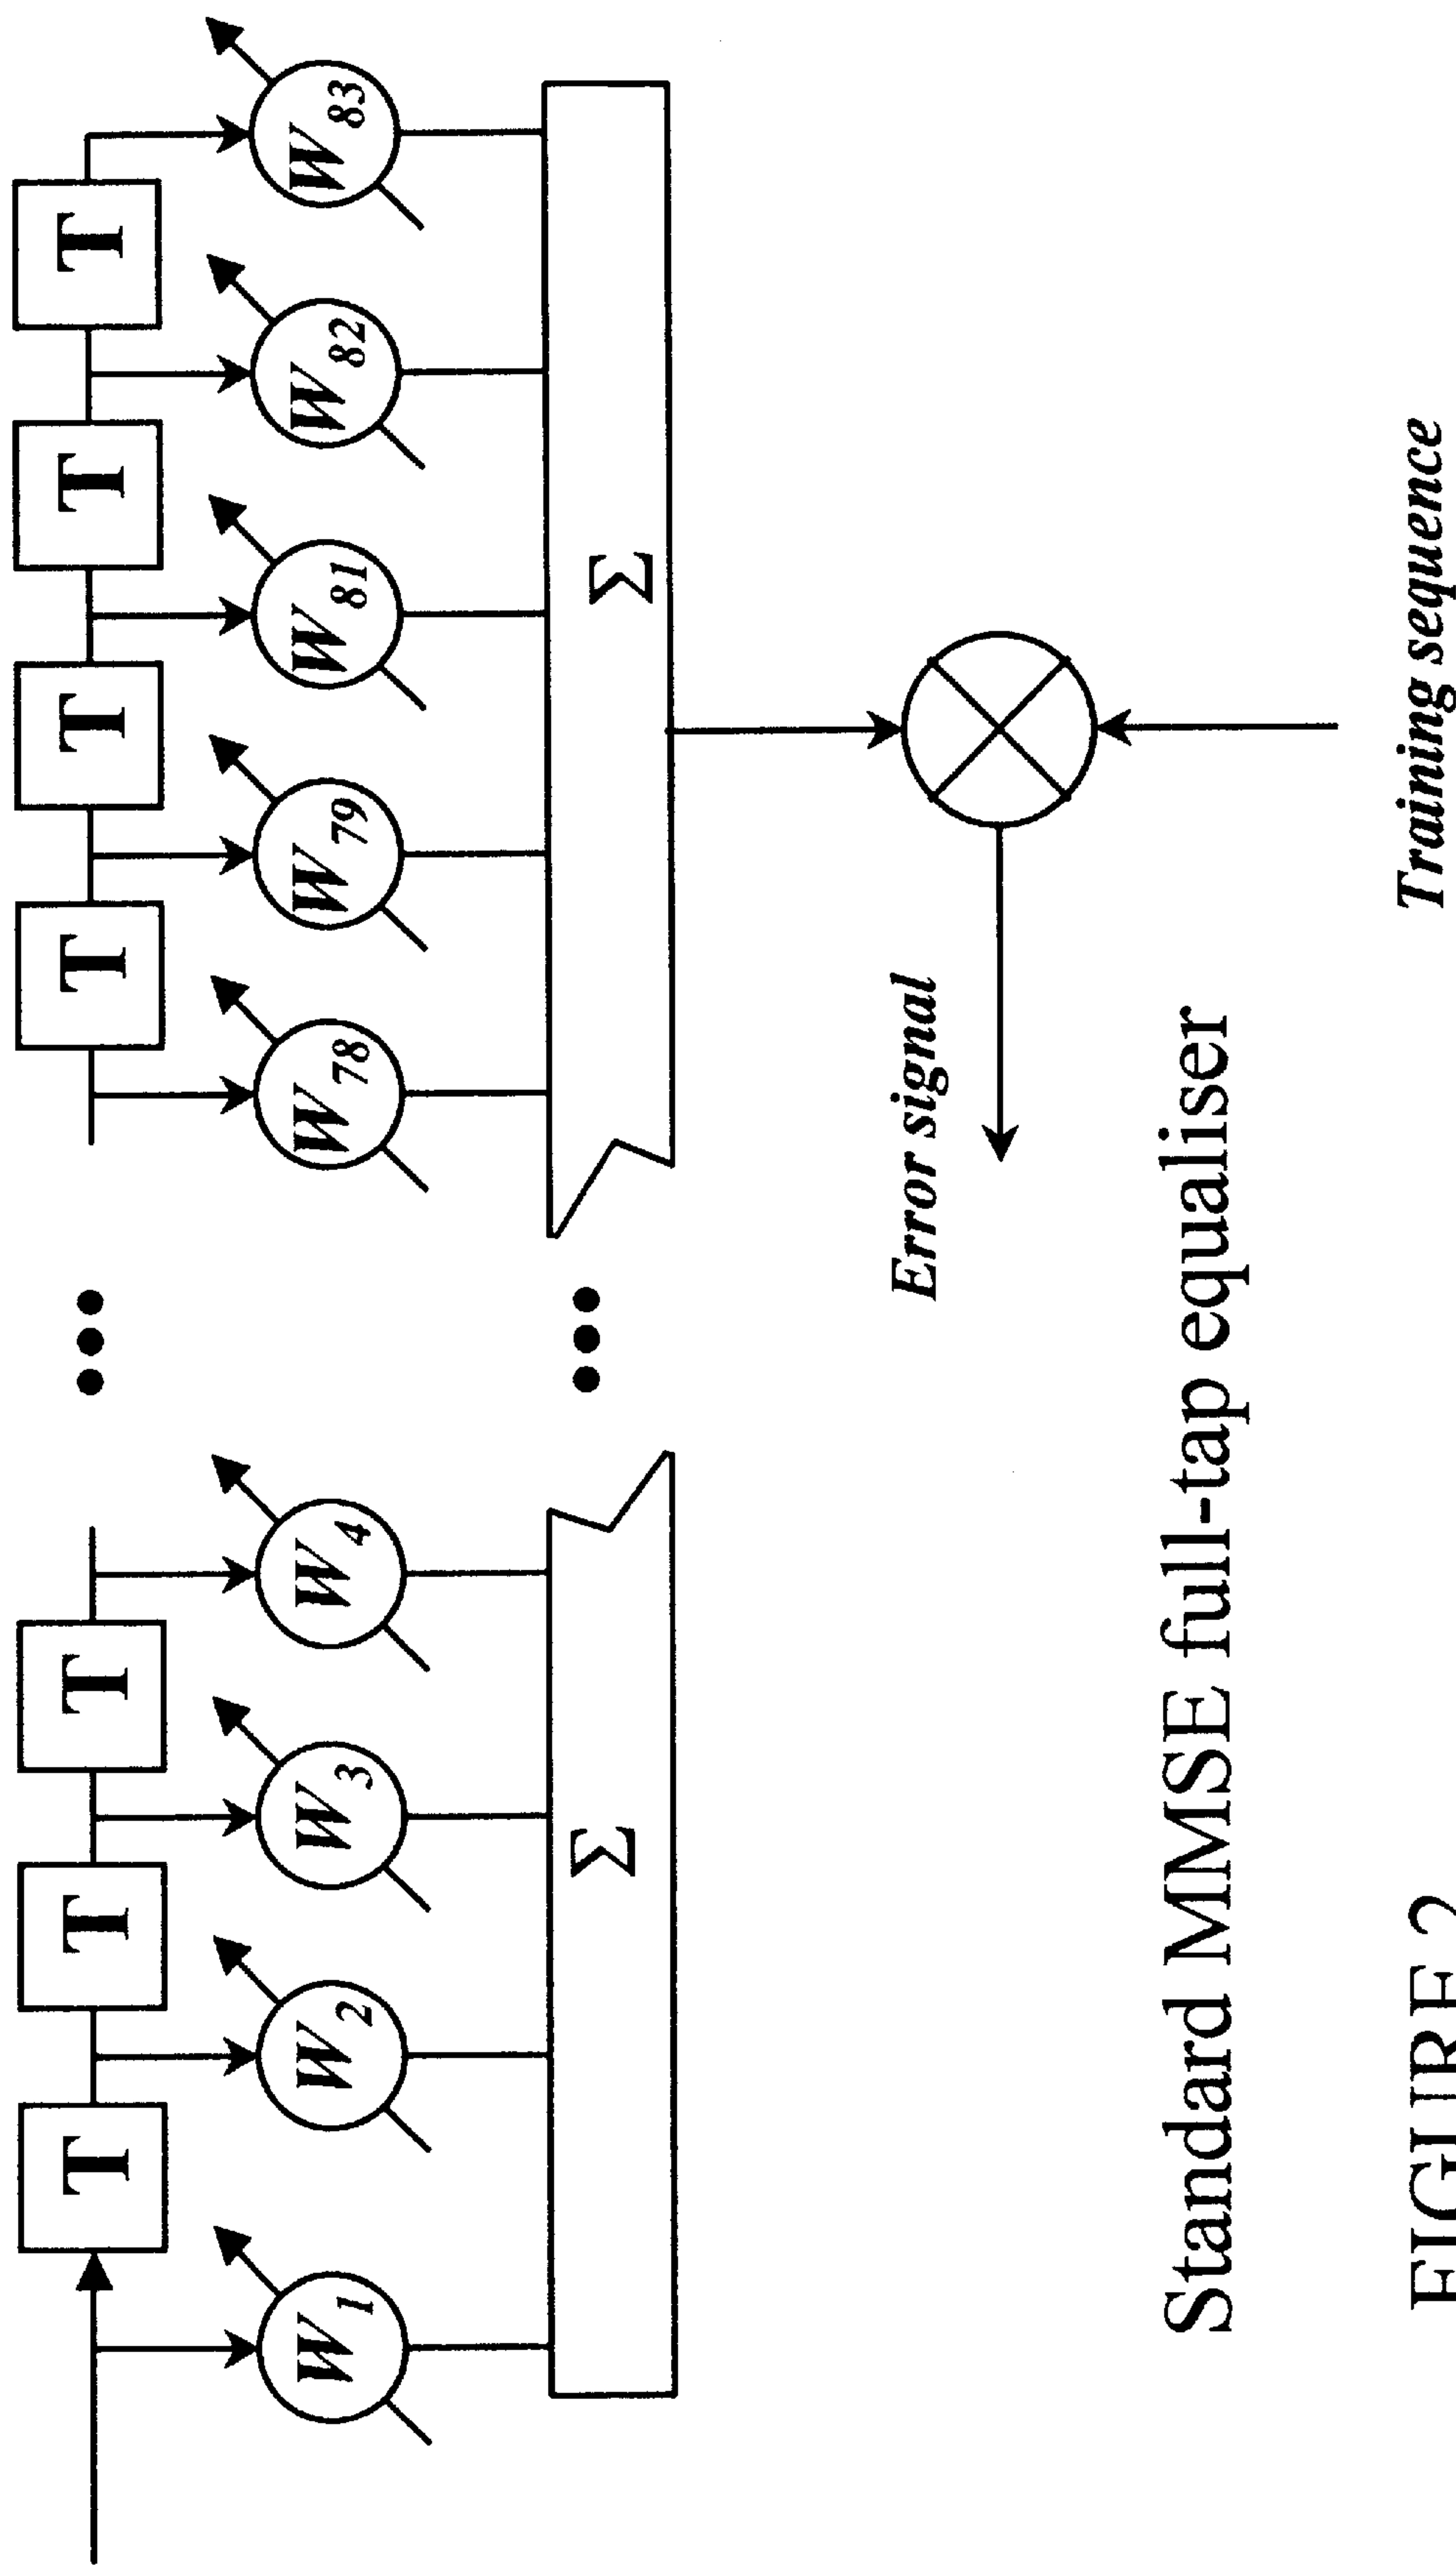 T T T T T T T
W1 W2 W3 W4 W78 W79 W81 W82 W83
Σ Σ
Error signal
Training sequence
Standard MMSE full-tap equaliser
FIGURE 2